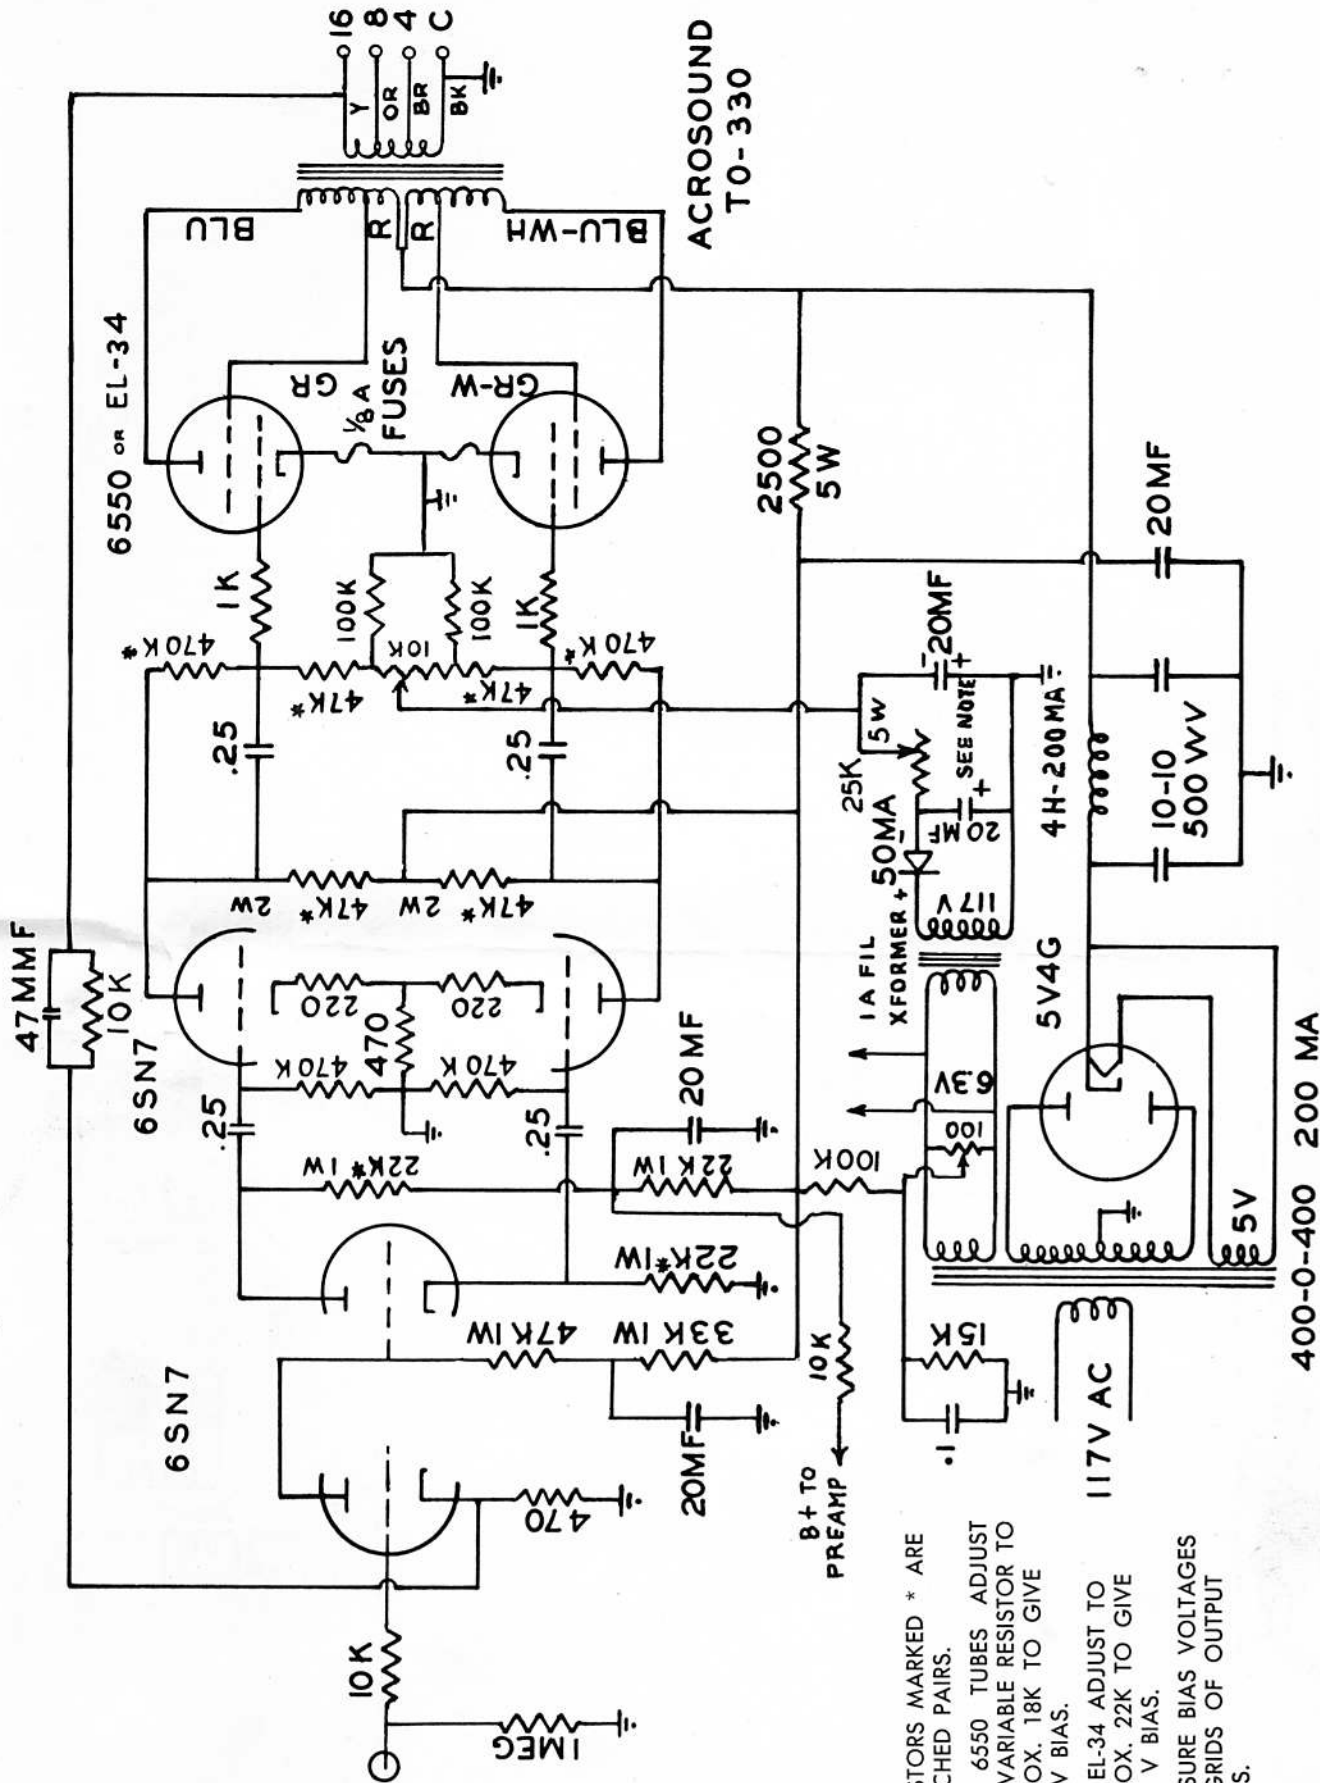 16
8
4
C
Y
OR
BR
BK
ACROSOUND
TO-330
BLU
R
R
BLU-WH
6550 OR EL-34
GR
GR-W
1/8 A
FUSES
1K
100K
100K
1K
470K*
47K*
10K
47K*
470K*
.25
.25
2500
5W
20MF
47MMF
10K
6SN7
2W
47K*
2W
47K*
220
220
470
470K
470K
.25
.25
20MF
22K* 1W
22K 1W
100K
22K* 1W
47K 1W
33K 1W
20MF
6SN7
470
10K
1MEG
10K
B+ TO
PREAMP
25K
5W
20MF
-
+
SEE NOTE
20MF
-
+
50MA
+
117V
1A FIL
XFORMER
6.3V
100
4H-200MA
10-10
500WV
5V4G
5V
15K
.1
117V AC
400-0-400 200 MA
STORS MARKED * ARE
CHED PAIRS.
6550 TUBES ADJUST
VARIABLE RESISTOR TO
OX. 18K TO GIVE
V BIAS.
EL-34 ADJUST TO
OX. 22K TO GIVE
V BIAS.
SURE BIAS VOLTAGES
GRIDS OF OUTPUT
S.